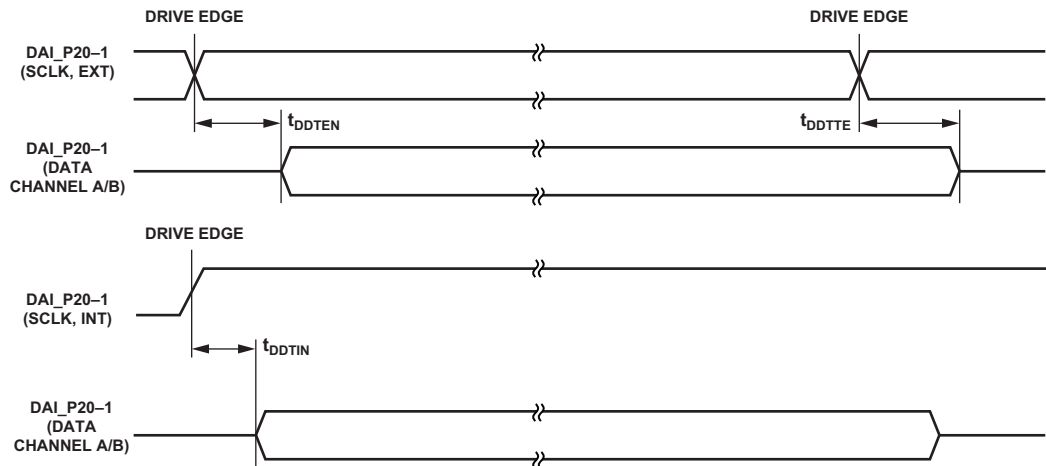 DRIVE EDGE
DRIVE EDGE
DAI_P20–1
(SCLK, EXT)
tDDTEN
tDDTTE
DAI_P20–1
(DATA
CHANNEL A/B)
DRIVE EDGE
DAI_P20–1
(SCLK, INT)
tDDTIN
DAI_P20–1
(DATA
CHANNEL A/B)